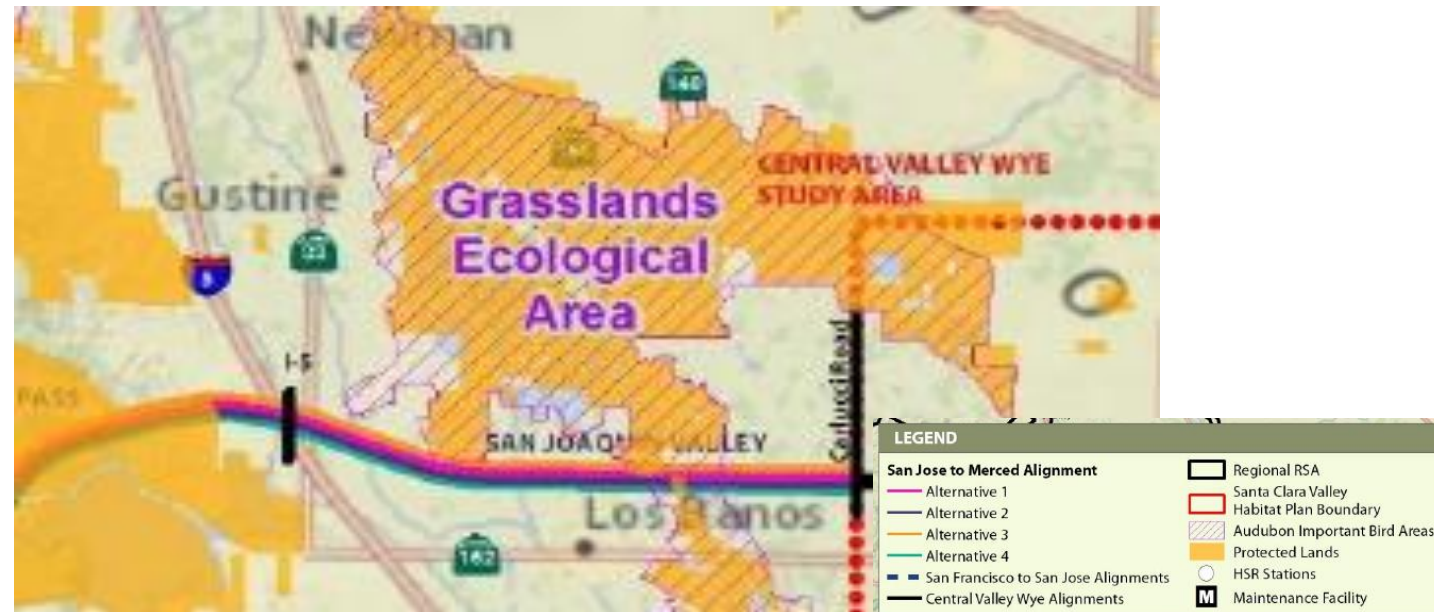 Newman
140
CENTRAL VALLEY WYE
STUDY AREA
Gustine
Grasslands
Ecological
Area
33
5
I-5
PASS
Carlucci Road
SAN JOAQUIN VALLEY
Los Banos
LEGEND
San Jose to Merced Alignment
Alternative 1
Alternative 2
Alternative 3
Alternative 4
San Francisco to San Jose Alignments
Central Valley Wye Alignments
Regional RSA
Santa Clara Valley
Habitat Plan Boundary
Audubon Important Bird Areas
Protected Lands
HSR Stations
M Maintenance Facility